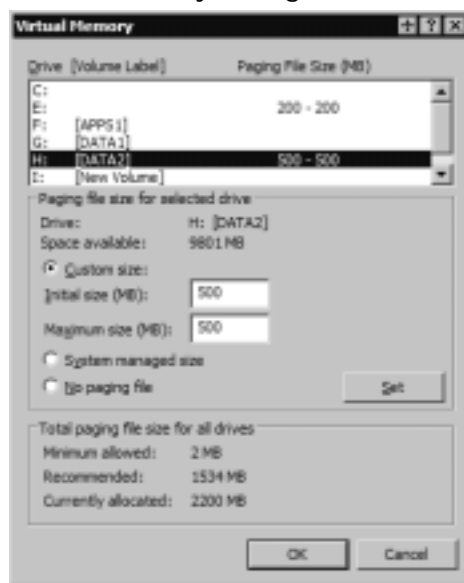 Virtual Memory
Drive [Volume Label] Paging File Size (MB)
C:
E: 200 - 200
F: [APPS1]
G: [DATA1]
H: [DATA2] 500 - 500
I: [New Volume]
Paging file size for selected drive
Drive: H: [DATA2]
Space available: 9801 MB
Custom size:
Initial size (MB): 500
Maximum size (MB): 500
System managed size
No paging file
Set
Total paging file size for all drives
Minimum allowed: 2 MB
Recommended: 1534 MB
Currently allocated: 2200 MB
OK Cancel